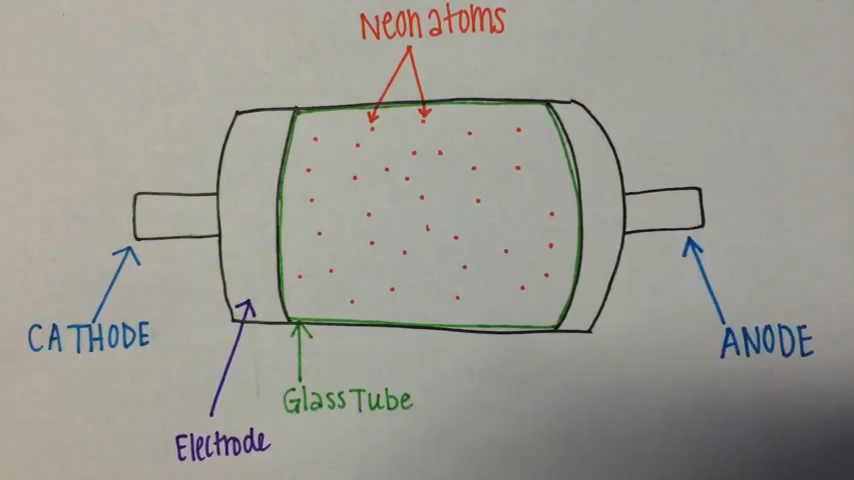 Neon atoms
CATHODE
ANODE
Glass Tube
Electrode